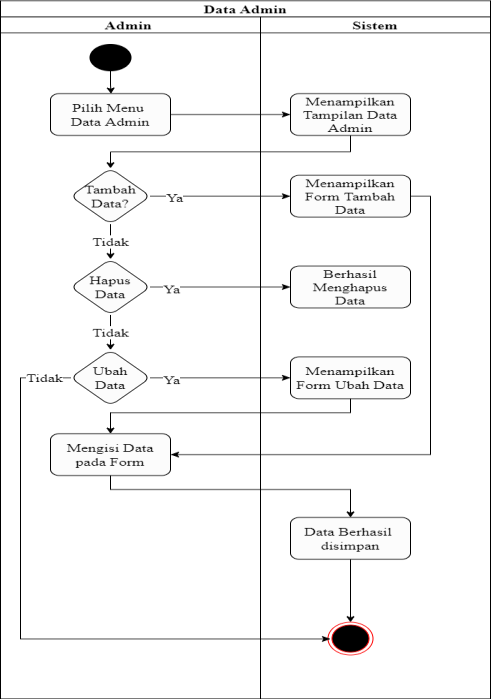 Data Admin
Admin
Sistem
Pilih Menu
Data Admin
Menampilkan
Tampilan Data
Admin
Tambah
Data?
Ya
Menampilkan
Form Tambah
Data
Tidak
Hapus
Data
Ya
Berhasil
Menghapus
Data
Tidak
Tidak
Ubah
Data
Ya
Menampilkan
Form Ubah Data
Mengisi Data
pada Form
Data Berhasil
disimpan